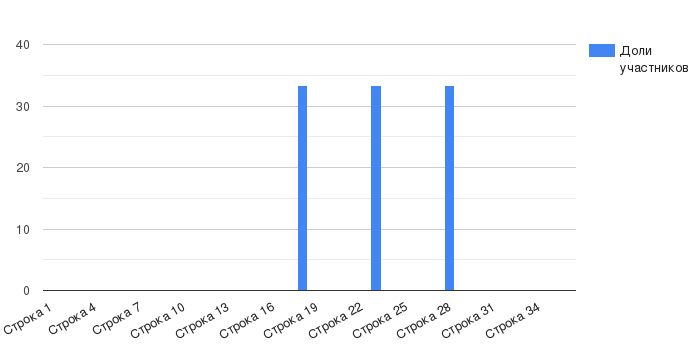 40
30
20
10
0
Строка 1
Строка 4
Строка 7
Строка 10
Строка 13
Строка 16
Строка 19
Строка 22
Строка 25
Строка 28
Строка 31
Строка 34
Доли
участников